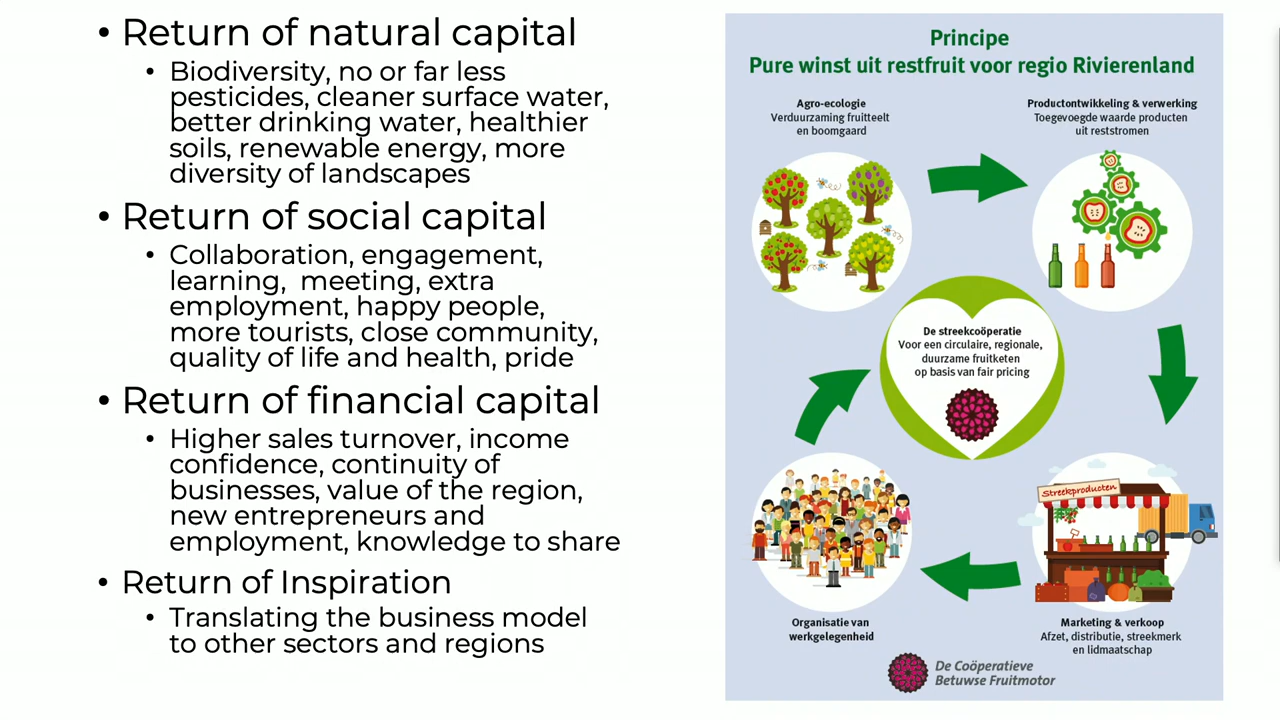 • Return of natural capital
• Biodiversity, no or far less
pesticides, cleaner surface water,
better drinking water, healthier
soils, renewable energy, more
diversity of landscapes
• Return of social capital
• Collaboration, engagement,
learning,  meeting, extra
employment, happy people,
more tourists, close community,
quality of life and health, pride
• Return of financial capital
• Higher sales turnover, income
confidence, continuity of
businesses, value of the region,
new entrepreneurs and
employment, knowledge to share
• Return of Inspiration
• Translating the business model
to other sectors and regions
Principe
Pure winst uit restfruit voor regio Rivierenland
Agro-ecologie
Verduurzaming fruitteelt
en boomgaard
Productontwikkeling & verwerking
Toegevoegde waarde producten
uit reststromen
De streekcoöperatie
Voor een circulaire, regionale,
duurzame fruitketen
op basis van fair pricing
Streekproducten
Organisatie van
werkgelegenheid
Marketing & verkoop
Afzet, distributie, streekmerk
en lidmaatschap
De Coöperatieve
Betuwse Fruitmotor